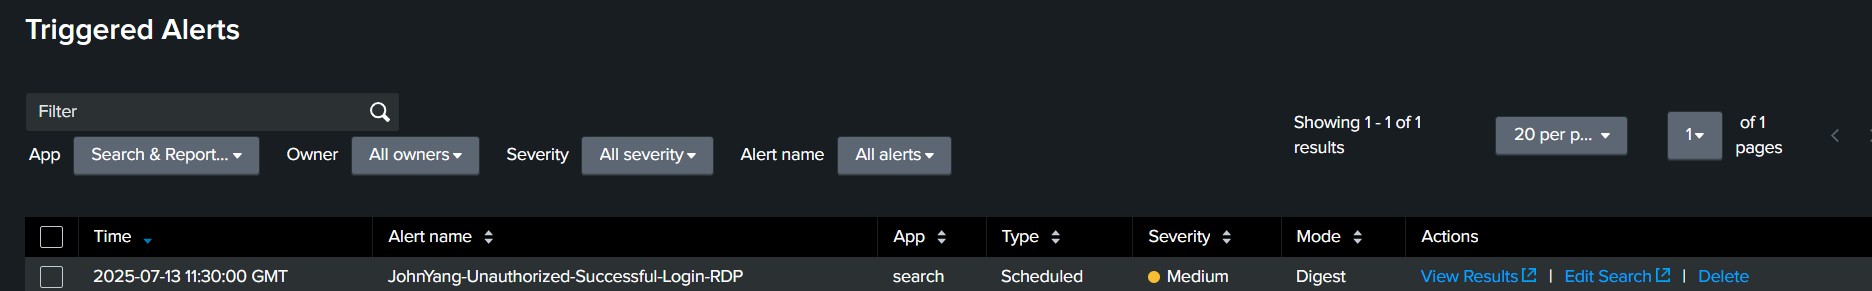 Triggered Alerts
Filter
App Search & Report... Owner All owners Severity All severity Alert name All alerts
Showing 1 - 1 of 1
results
20 per p...
1
of 1
pages
Time Alert name App Type Severity Mode Actions
2025-07-13 11:30:00 GMT JohnYang-Unauthorized-Successful-Login-RDP search Scheduled Medium Digest View Results | Edit Search | Delete